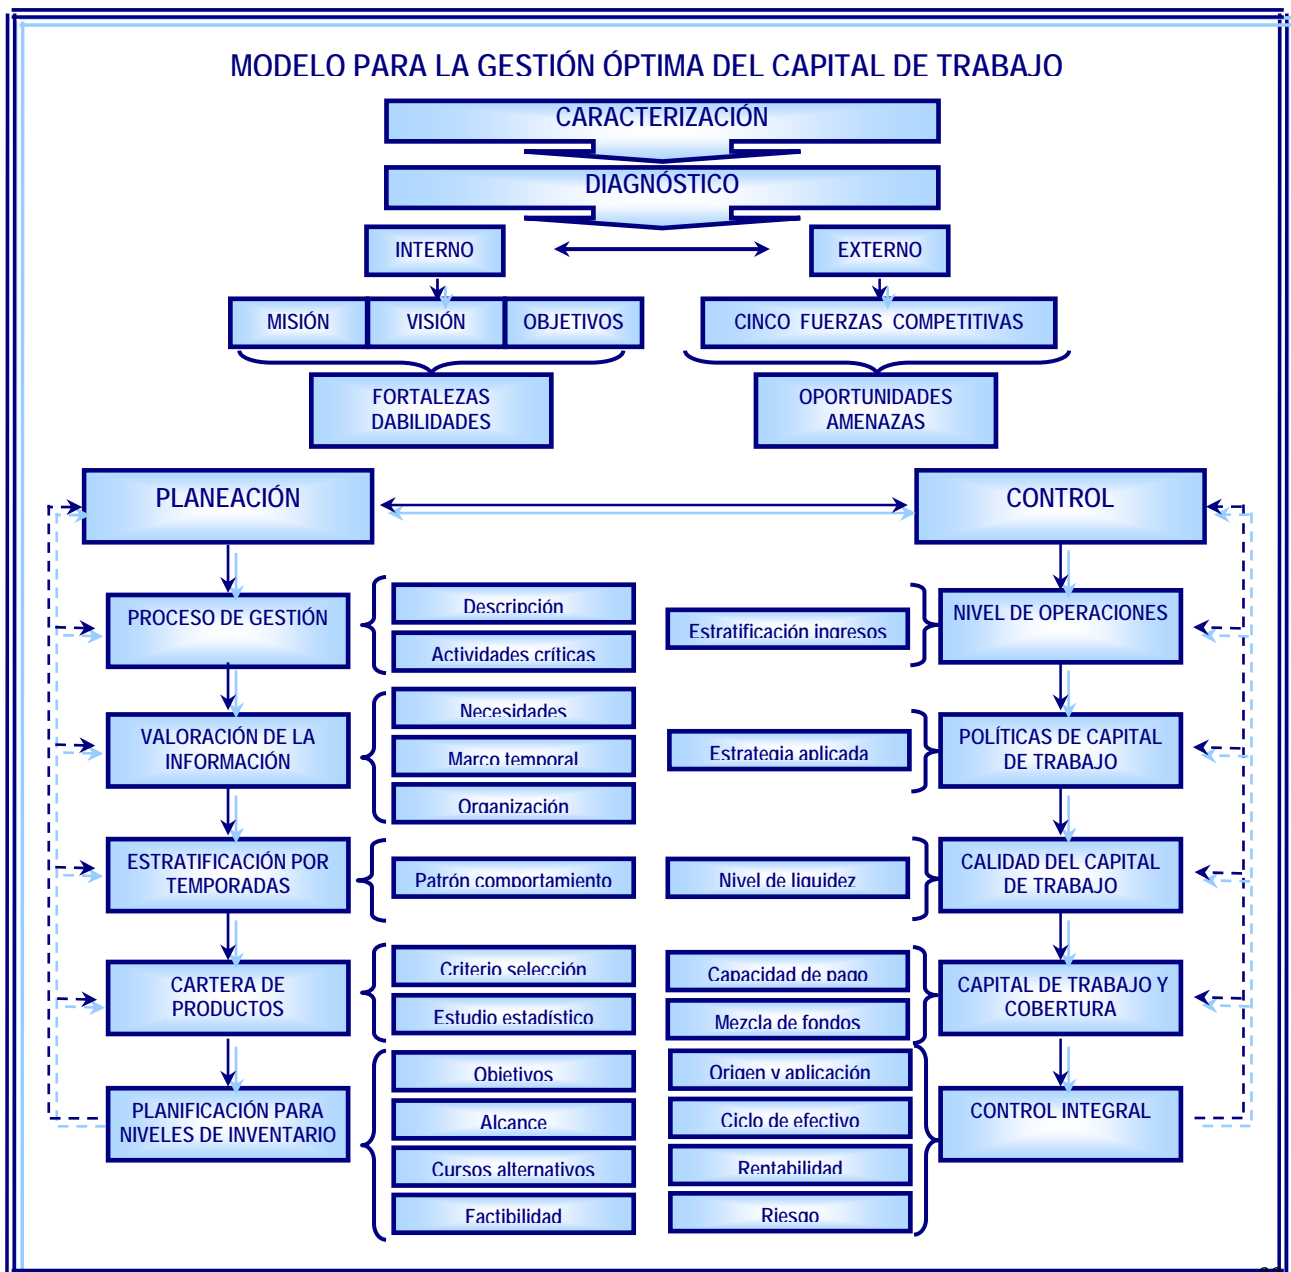 MODELO PARA LA GESTIÓN ÓPTIMA DEL CAPITAL DE TRABAJO
CARACTERIZACIÓN
DIAGNÓSTICO
INTERNO
EXTERNO
MISIÓN
VISIÓN
OBJETIVOS
CINCO FUERZAS COMPETITIVAS
FORTALEZAS
DABILIDADES
OPORTUNIDADES
AMENAZAS
PLANEACIÓN
CONTROL
PROCESO DE GESTIÓN
Descripción
Actividades críticas
Estratificación ingresos
NIVEL DE OPERACIONES
VALORACIÓN DE LA
INFORMACIÓN
Necesidades
Marco temporal
Organización
Estrategia aplicada
POLÍTICAS DE CAPITAL
DE TRABAJO
ESTRATIFICACIÓN POR
TEMPORADAS
Patrón comportamiento
Nivel de liquidez
CALIDAD DEL CAPITAL
DE TRABAJO
CARTERA DE
PRODUCTOS
Criterio selección
Estudio estadístico
Capacidad de pago
Mezcla de fondos
CAPITAL DE TRABAJO Y
COBERTURA
PLANIFICACIÓN PARA
NIVELES DE INVENTARIO
Objetivos
Alcance
Cursos alternativos
Factibilidad
Origen y aplicación
Ciclo de efectivo
Rentabilidad
Riesgo
CONTROL INTEGRAL